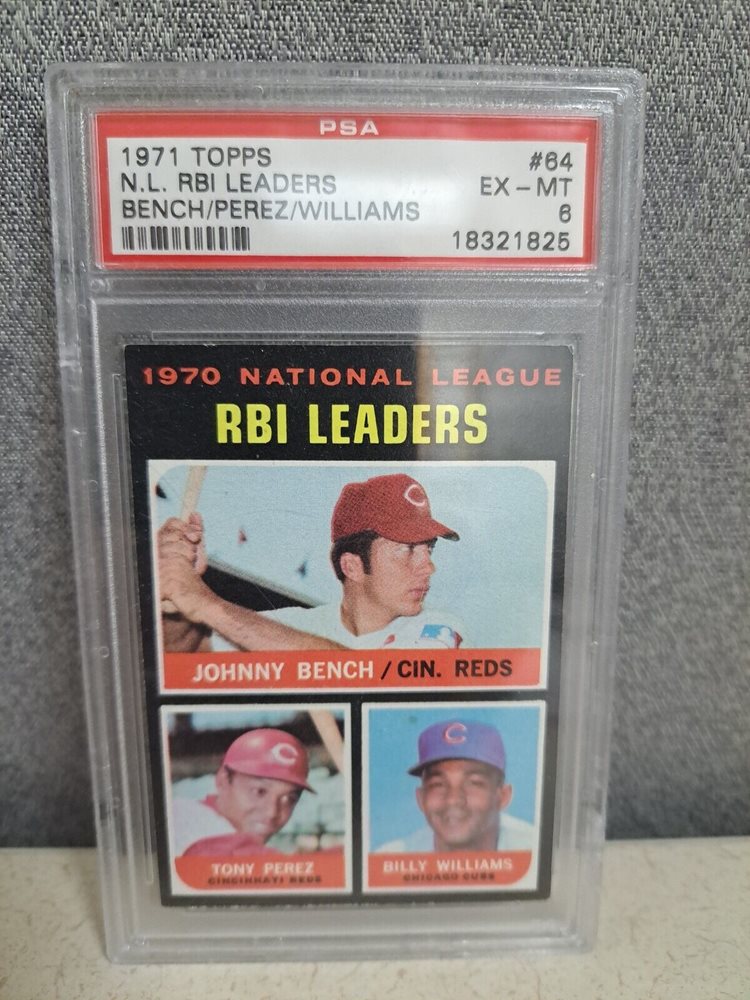 PSA
1971 TOPPS #64
N.L. RBI LEADERS EX - MT
BENCH/PEREZ/WILLIAMS 6
18321825
1970 NATIONAL LEAGUE
RBI LEADERS
C
JOHNNY BENCH / CIN. REDS
C
C
TONY PEREZ
CINCINNATI REDS
BILLY WILLIAMS
CHICAGO CUBS